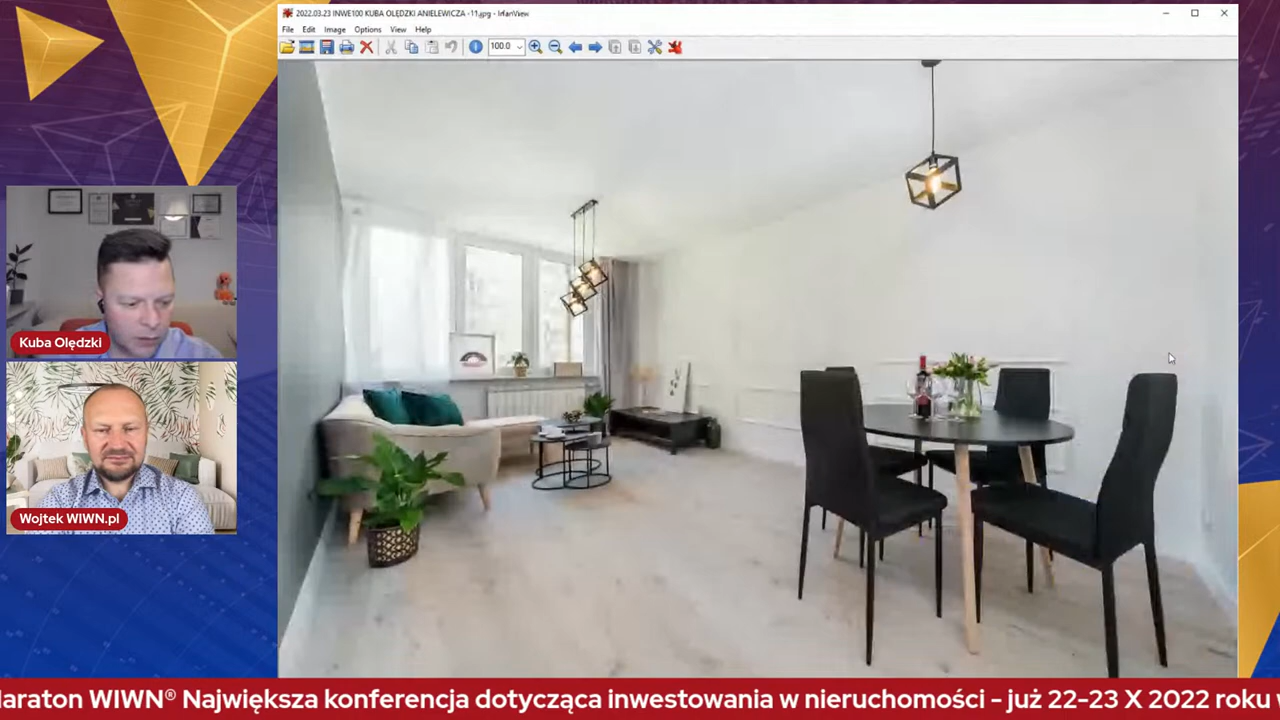 2022.03.23 INWE100 KUBA OLĘDZKI ANIELEWICZA -11.jpg - IrfanView
File Edit Image Options View Help
100.0
Kuba Olędzki
Wojtek WIWN.pl
Maraton WIWN® Największa konferencja dotycząca inwestowania w nieruchomości - już 22-23 X 2022 roku w